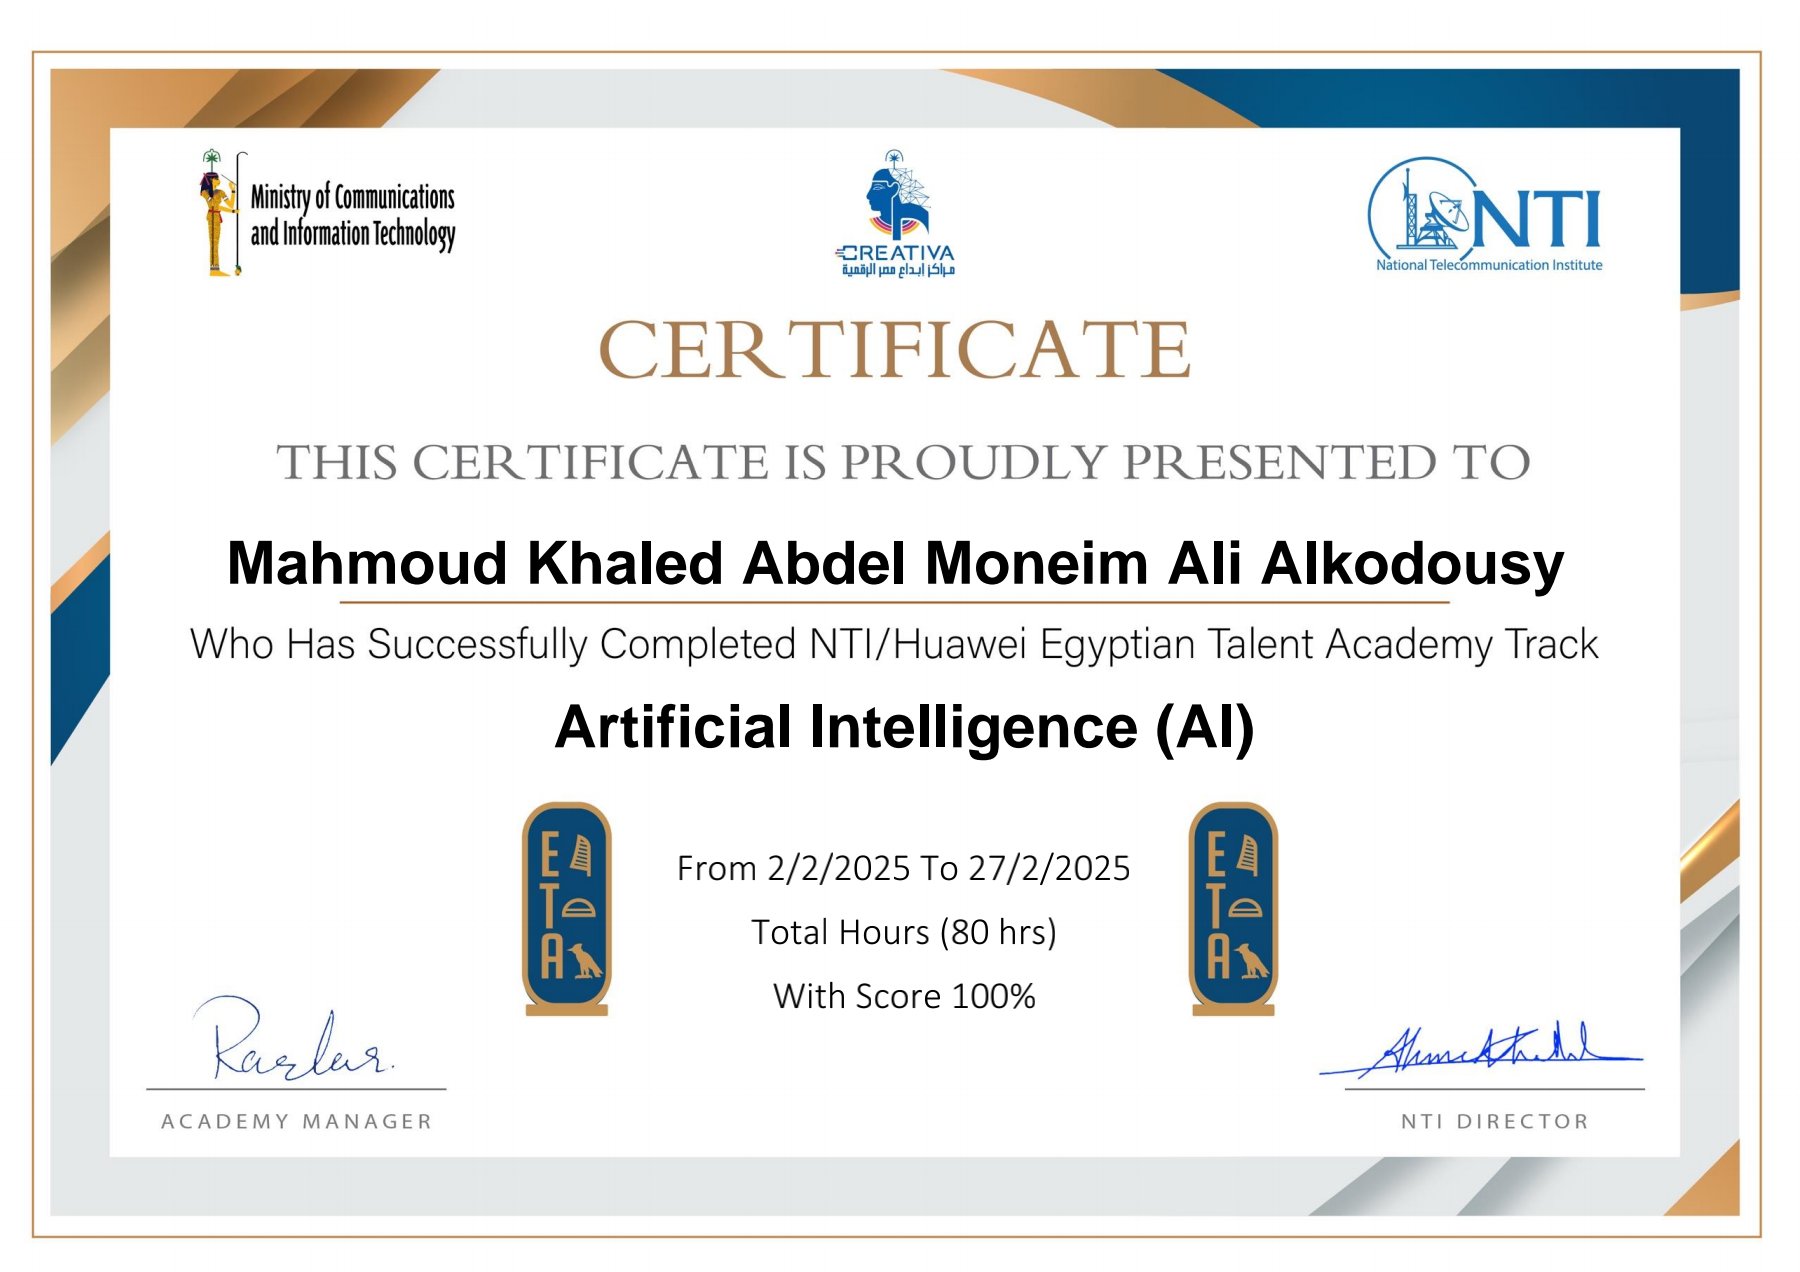 Ministry of Communications
and Information Technology
CREATIVA
مراكز إبداع مصر الرقمية
NTI
National Telecommunication Institute
CERTIFICATE
THIS CERTIFICATE IS PROUDLY PRESENTED TO
Mahmoud Khaled Abdel Moneim Ali Alkodousy
Who Has Successfully Completed NTI/Huawei Egyptian Talent Academy Track
Artificial Intelligence (AI)
ETA
ETA
From 2/2/2025 To 27/2/2025
Total Hours (80 hrs)
With Score 100%
ACADEMY MANAGER
NTI DIRECTOR